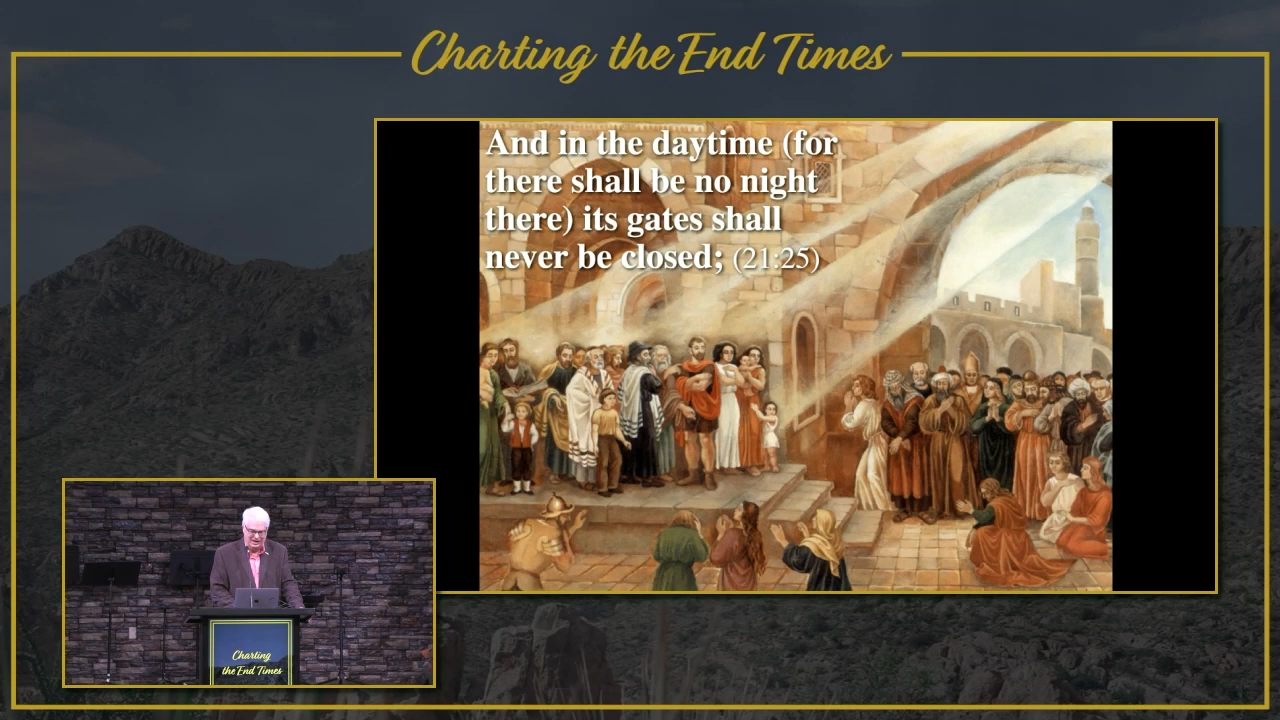 Charting the End Times
And in the daytime (for
there shall be no night
there) its gates shall
never be closed; (21:25)
Charting
the End Times